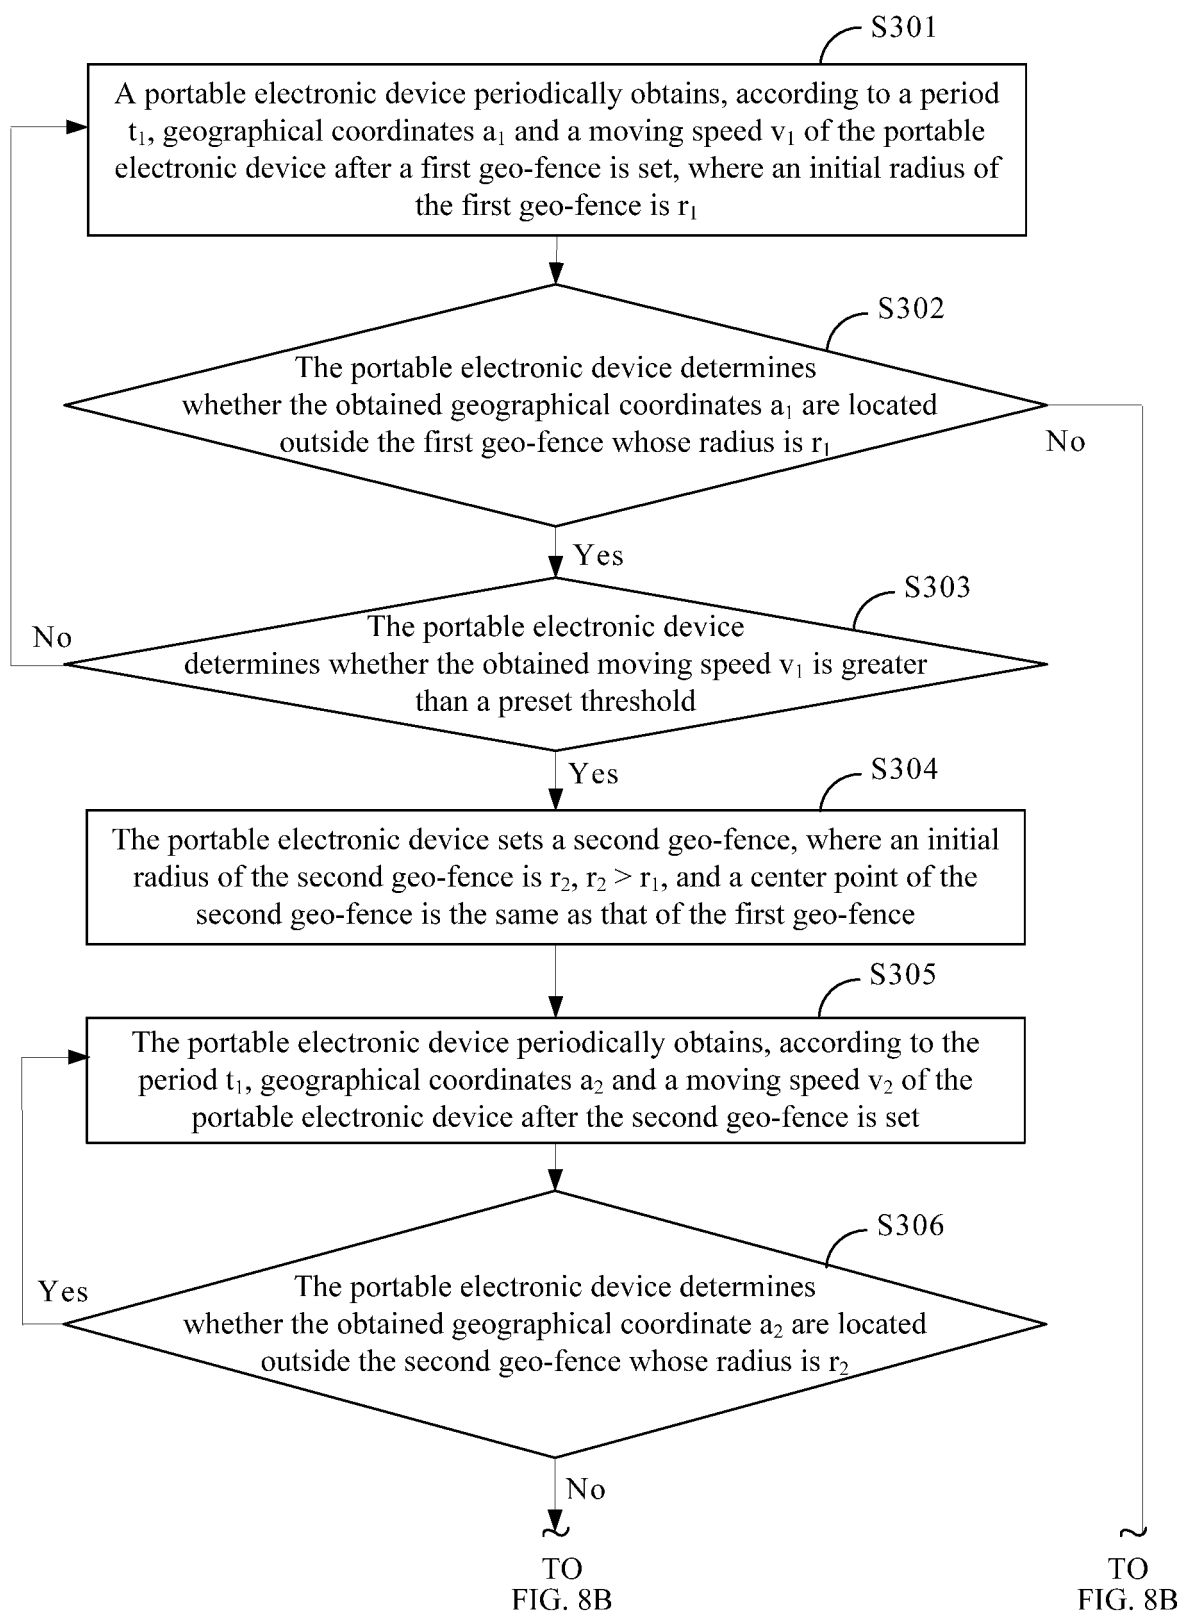 S301
A portable electronic device periodically obtains, according to a period
t₁, geographical coordinates a₁ and a moving speed v₁ of the portable
electronic device after a first geo-fence is set, where an initial radius of
the first geo-fence is r₁
S302
The portable electronic device determines
whether the obtained geographical coordinates a₁ are located
outside the first geo-fence whose radius is r₁
No
Yes
S303
The portable electronic device
determines whether the obtained moving speed v₁ is greater
than a preset threshold
No
Yes
S304
The portable electronic device sets a second geo-fence, where an initial
radius of the second geo-fence is r₂, r₂ > r₁, and a center point of the
second geo-fence is the same as that of the first geo-fence
S305
The portable electronic device periodically obtains, according to the
period t₁, geographical coordinates a₂ and a moving speed v₂ of the
portable electronic device after the second geo-fence is set
S306
The portable electronic device determines
whether the obtained geographical coordinate a₂ are located
outside the second geo-fence whose radius is r₂
Yes
No
TO
FIG. 8B
TO
FIG. 8B